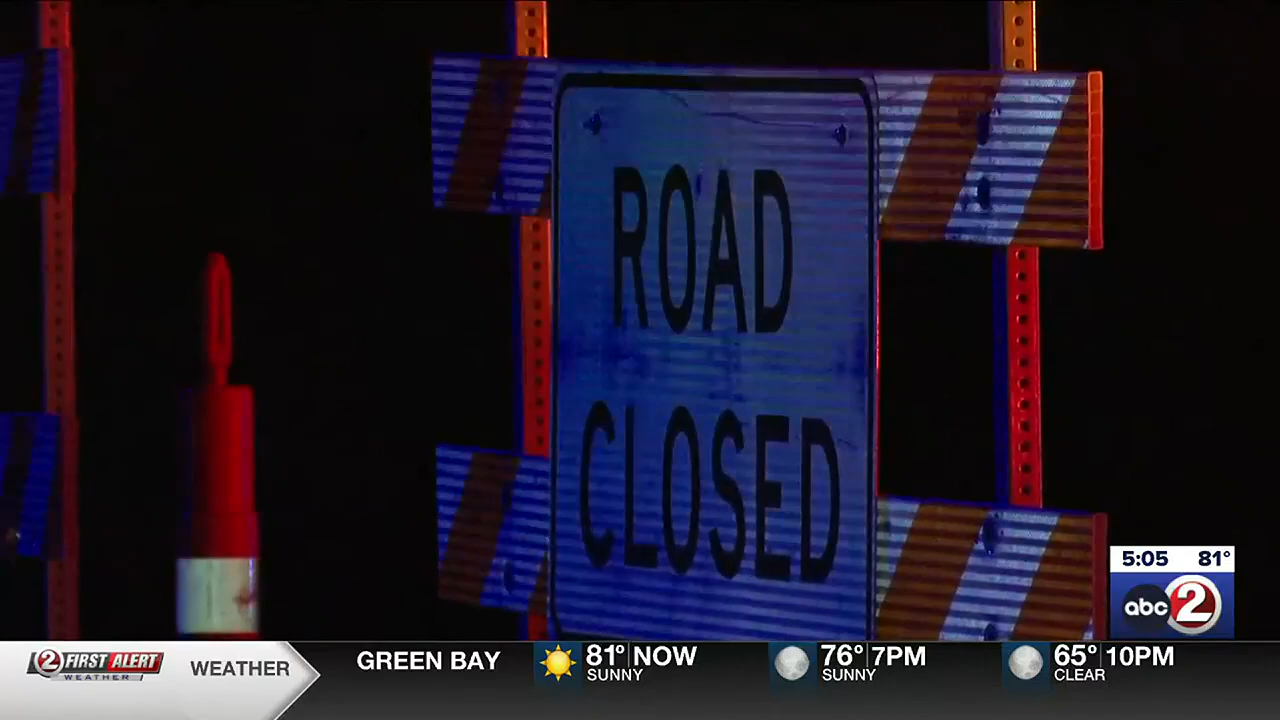 ROAD
CLOSED
5:05 81°
abc 2
2 FIRST ALERT
WEATHER
WEATHER
GREEN BAY
81° NOW
SUNNY
76° 7PM
SUNNY
65° 10PM
CLEAR